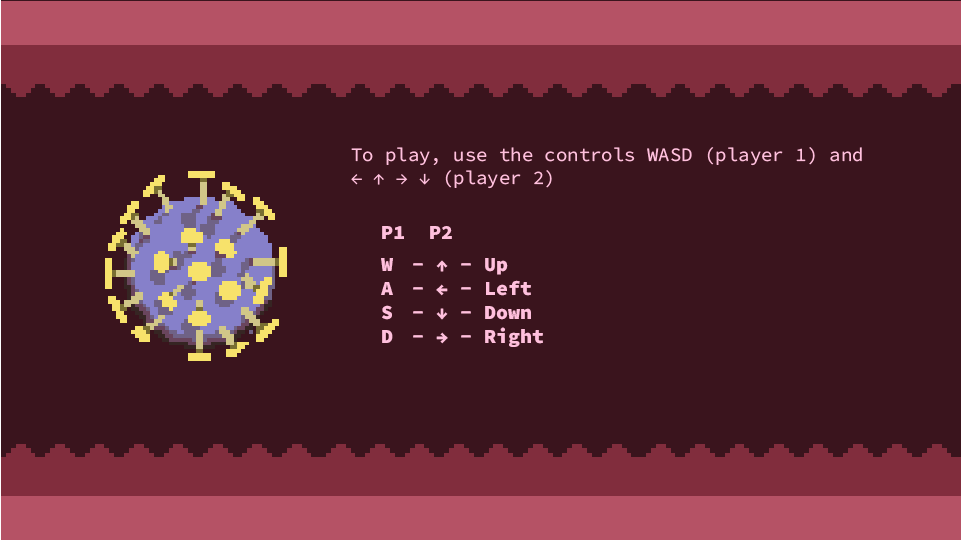 To play, use the controls WASD (player 1) and
← ↑ → ↓ (player 2)
P1 P2
W - ↑ - Up
A - ← - Left
S - ↓ - Down
D - → - Right